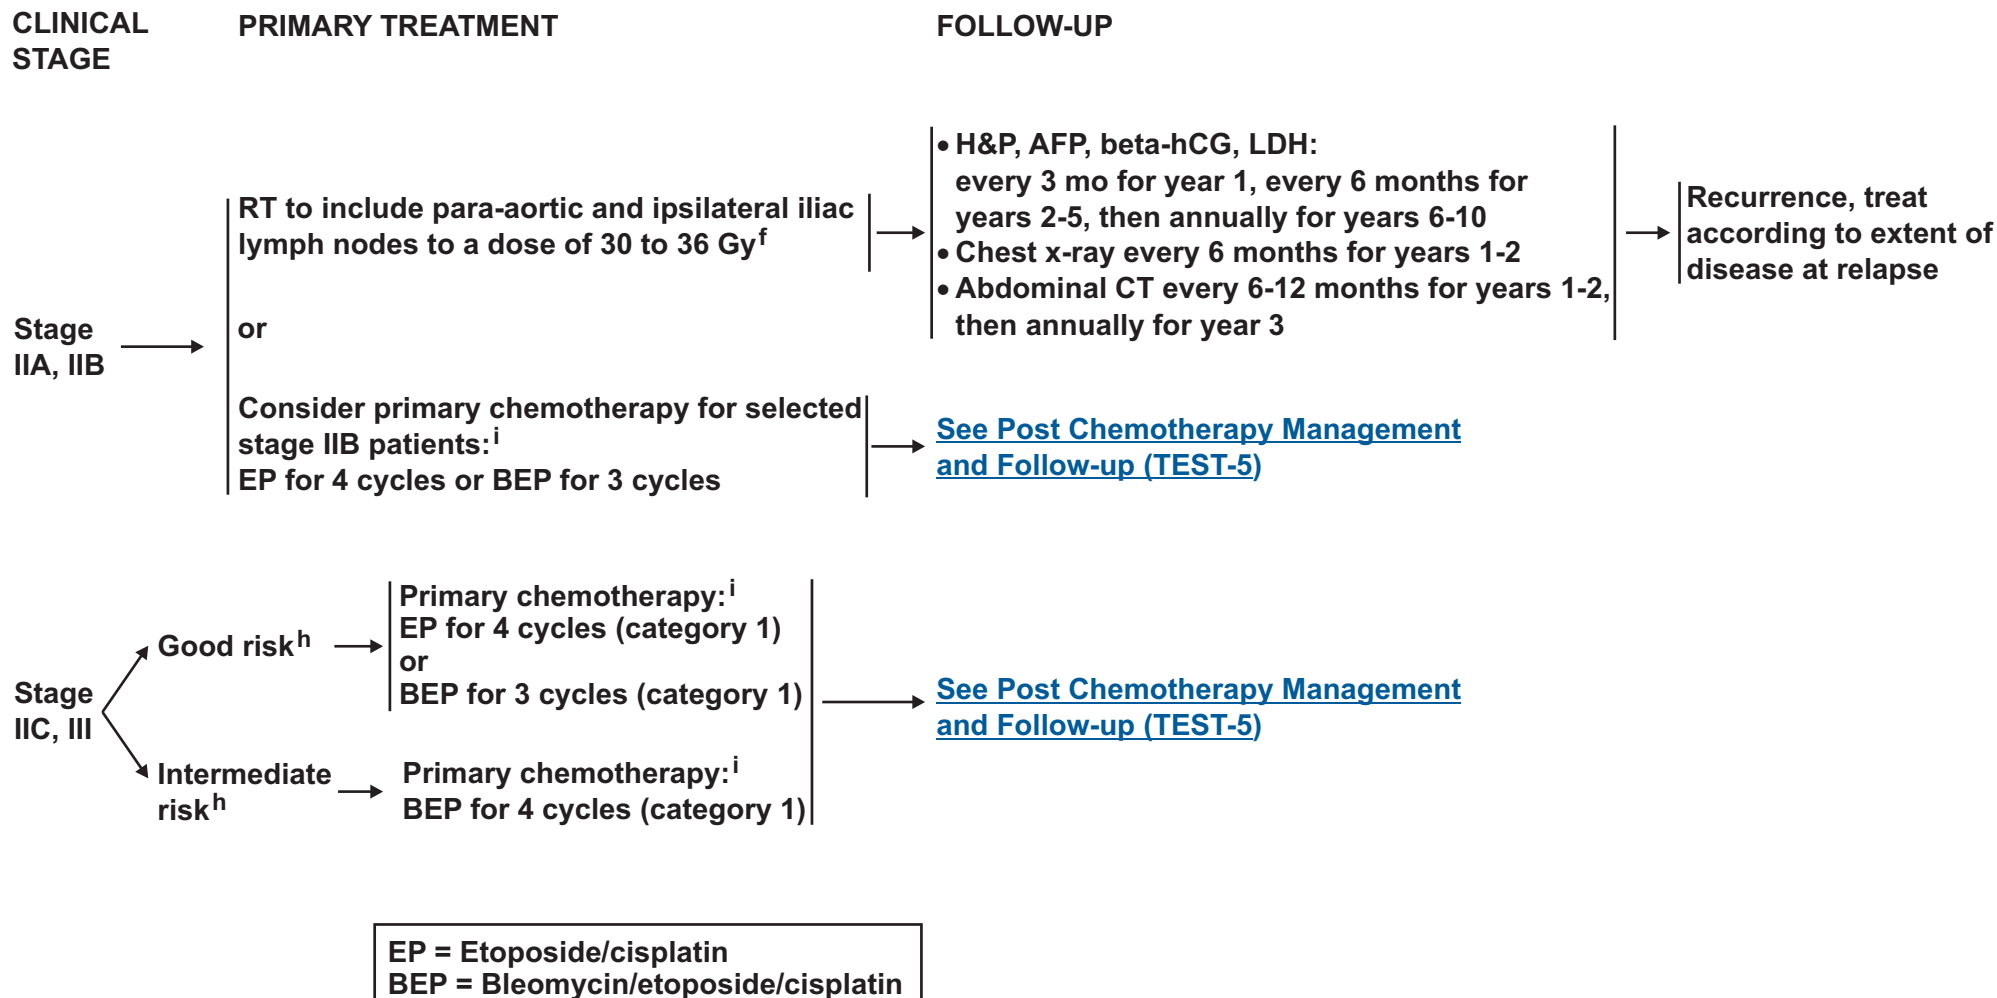 CLINICAL
STAGE
PRIMARY TREATMENT
FOLLOW-UP
Stage
IIA, IIB
RT to include para-aortic and ipsilateral iliac
lymph nodes to a dose of 30 to 36 Gy f
or
Consider primary chemotherapy for selected
stage IIB patients: i
EP for 4 cycles or BEP for 3 cycles
• H&P, AFP, beta-hCG, LDH:
every 3 mo for year 1, every 6 months for
years 2-5, then annually for years 6-10
• Chest x-ray every 6 months for years 1-2
• Abdominal CT every 6-12 months for years 1-2,
then annually for year 3
Recurrence, treat
according to extent of
disease at relapse
See Post Chemotherapy Management
and Follow-up (TEST-5)
Stage
IIC, III
Good risk h
Primary chemotherapy: i
EP for 4 cycles (category 1)
or
BEP for 3 cycles (category 1)
Intermediate
risk h
Primary chemotherapy: i
BEP for 4 cycles (category 1)
See Post Chemotherapy Management
and Follow-up (TEST-5)
EP = Etoposide/cisplatin
BEP = Bleomycin/etoposide/cisplatin